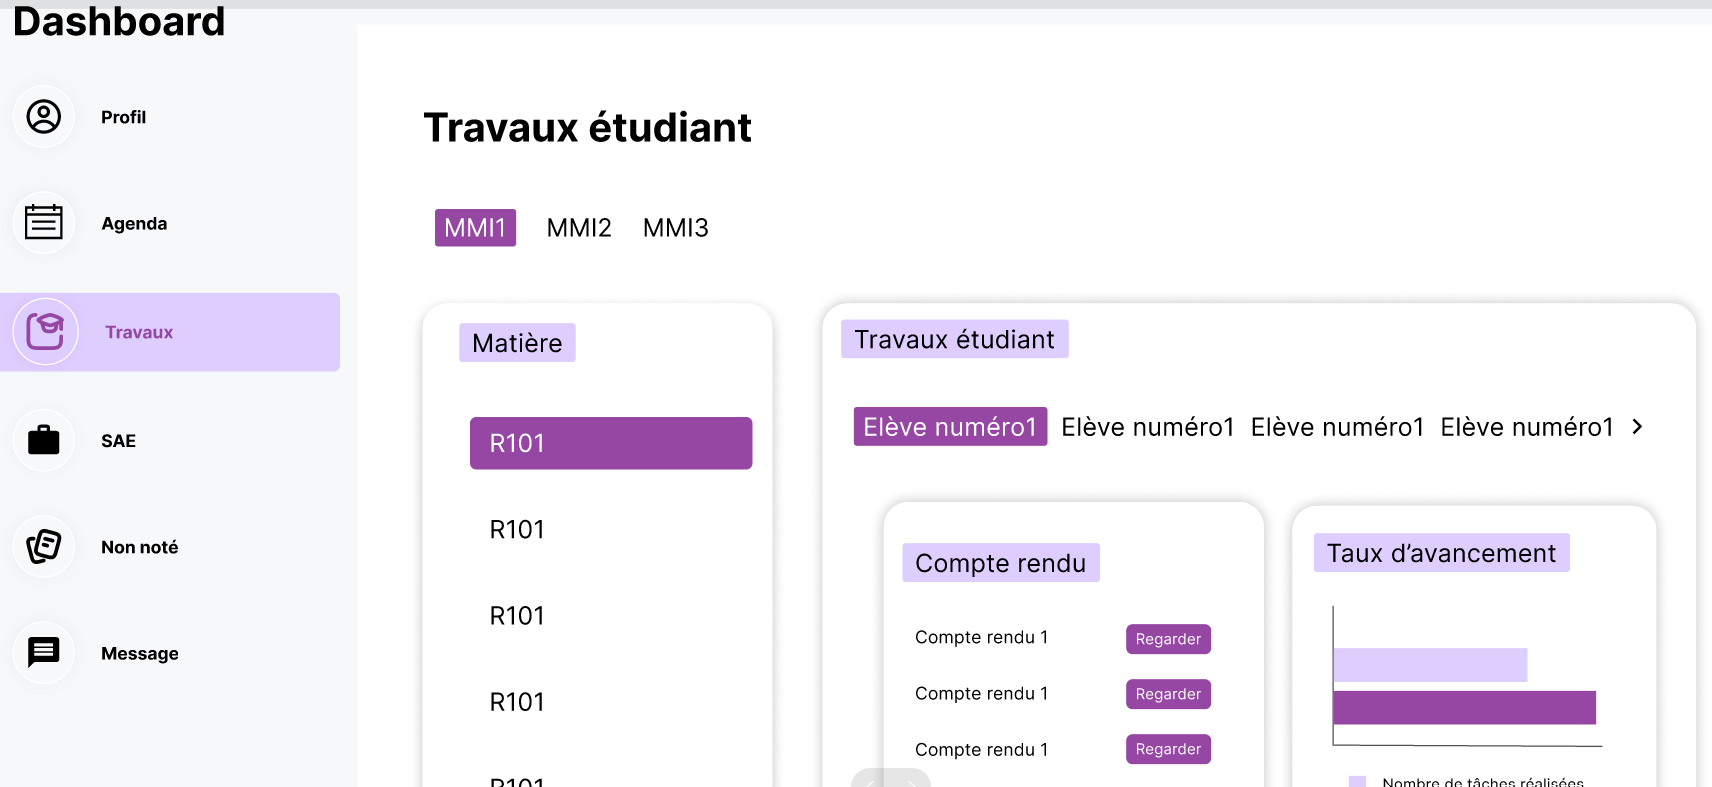 Dashboard
Profil
Agenda
Travaux
SAE
Non noté
Message
Travaux étudiant
MMI1 MMI2 MMI3
Matière
R101
R101
R101
R101
R101
Travaux étudiant
Elève numéro1 Elève numéro1 Elève numéro1 Elève numéro1
Compte rendu
Compte rendu 1 Regarder
Compte rendu 1 Regarder
Compte rendu 1 Regarder
Taux d’avancement
Nombre de tâches réalisées